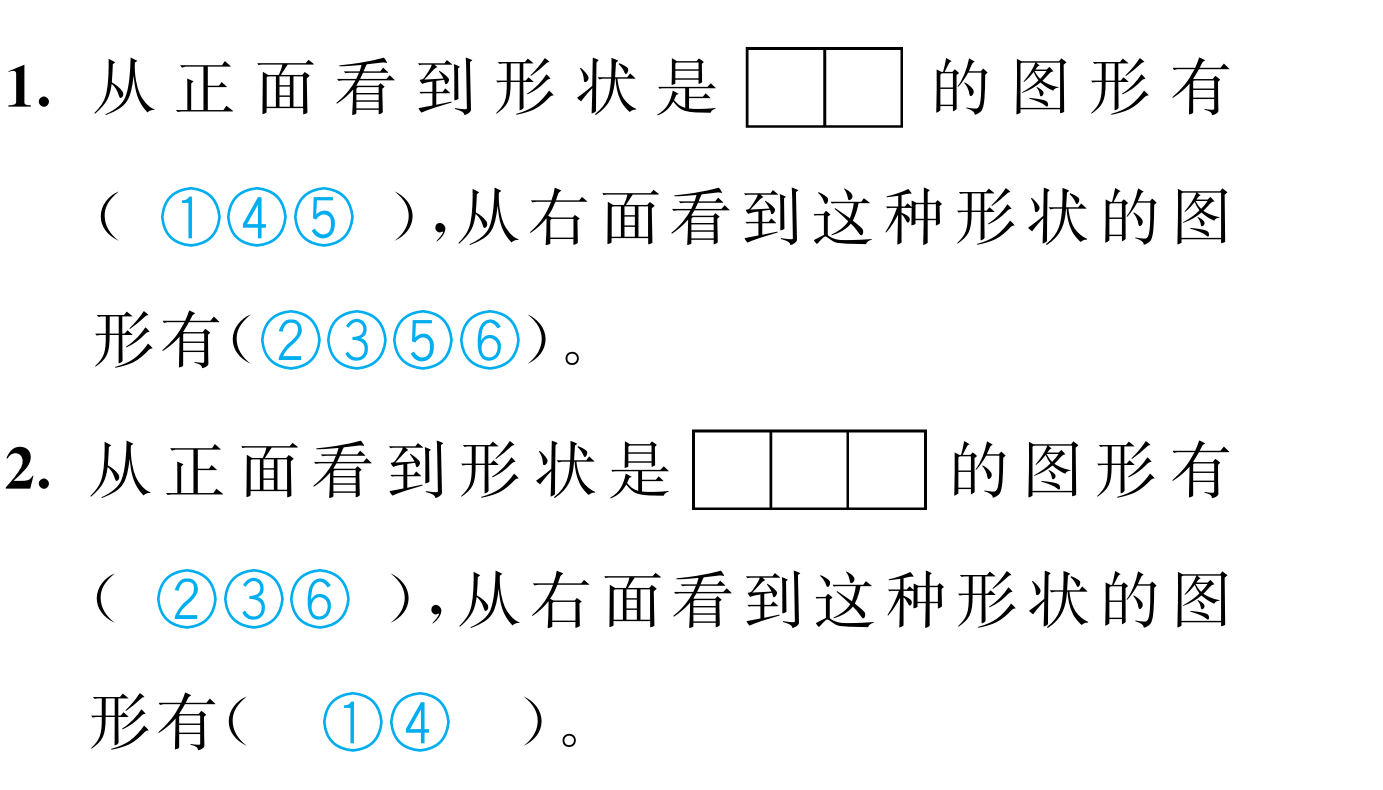 1. 从正面看到形状是 的图形有
( ①④⑤ ),从右面看到这种形状的图
形有(②③⑤⑥)。
2. 从正面看到形状是 的图形有
( ②③⑥ ),从右面看到这种形状的图
形有( ①④ )。